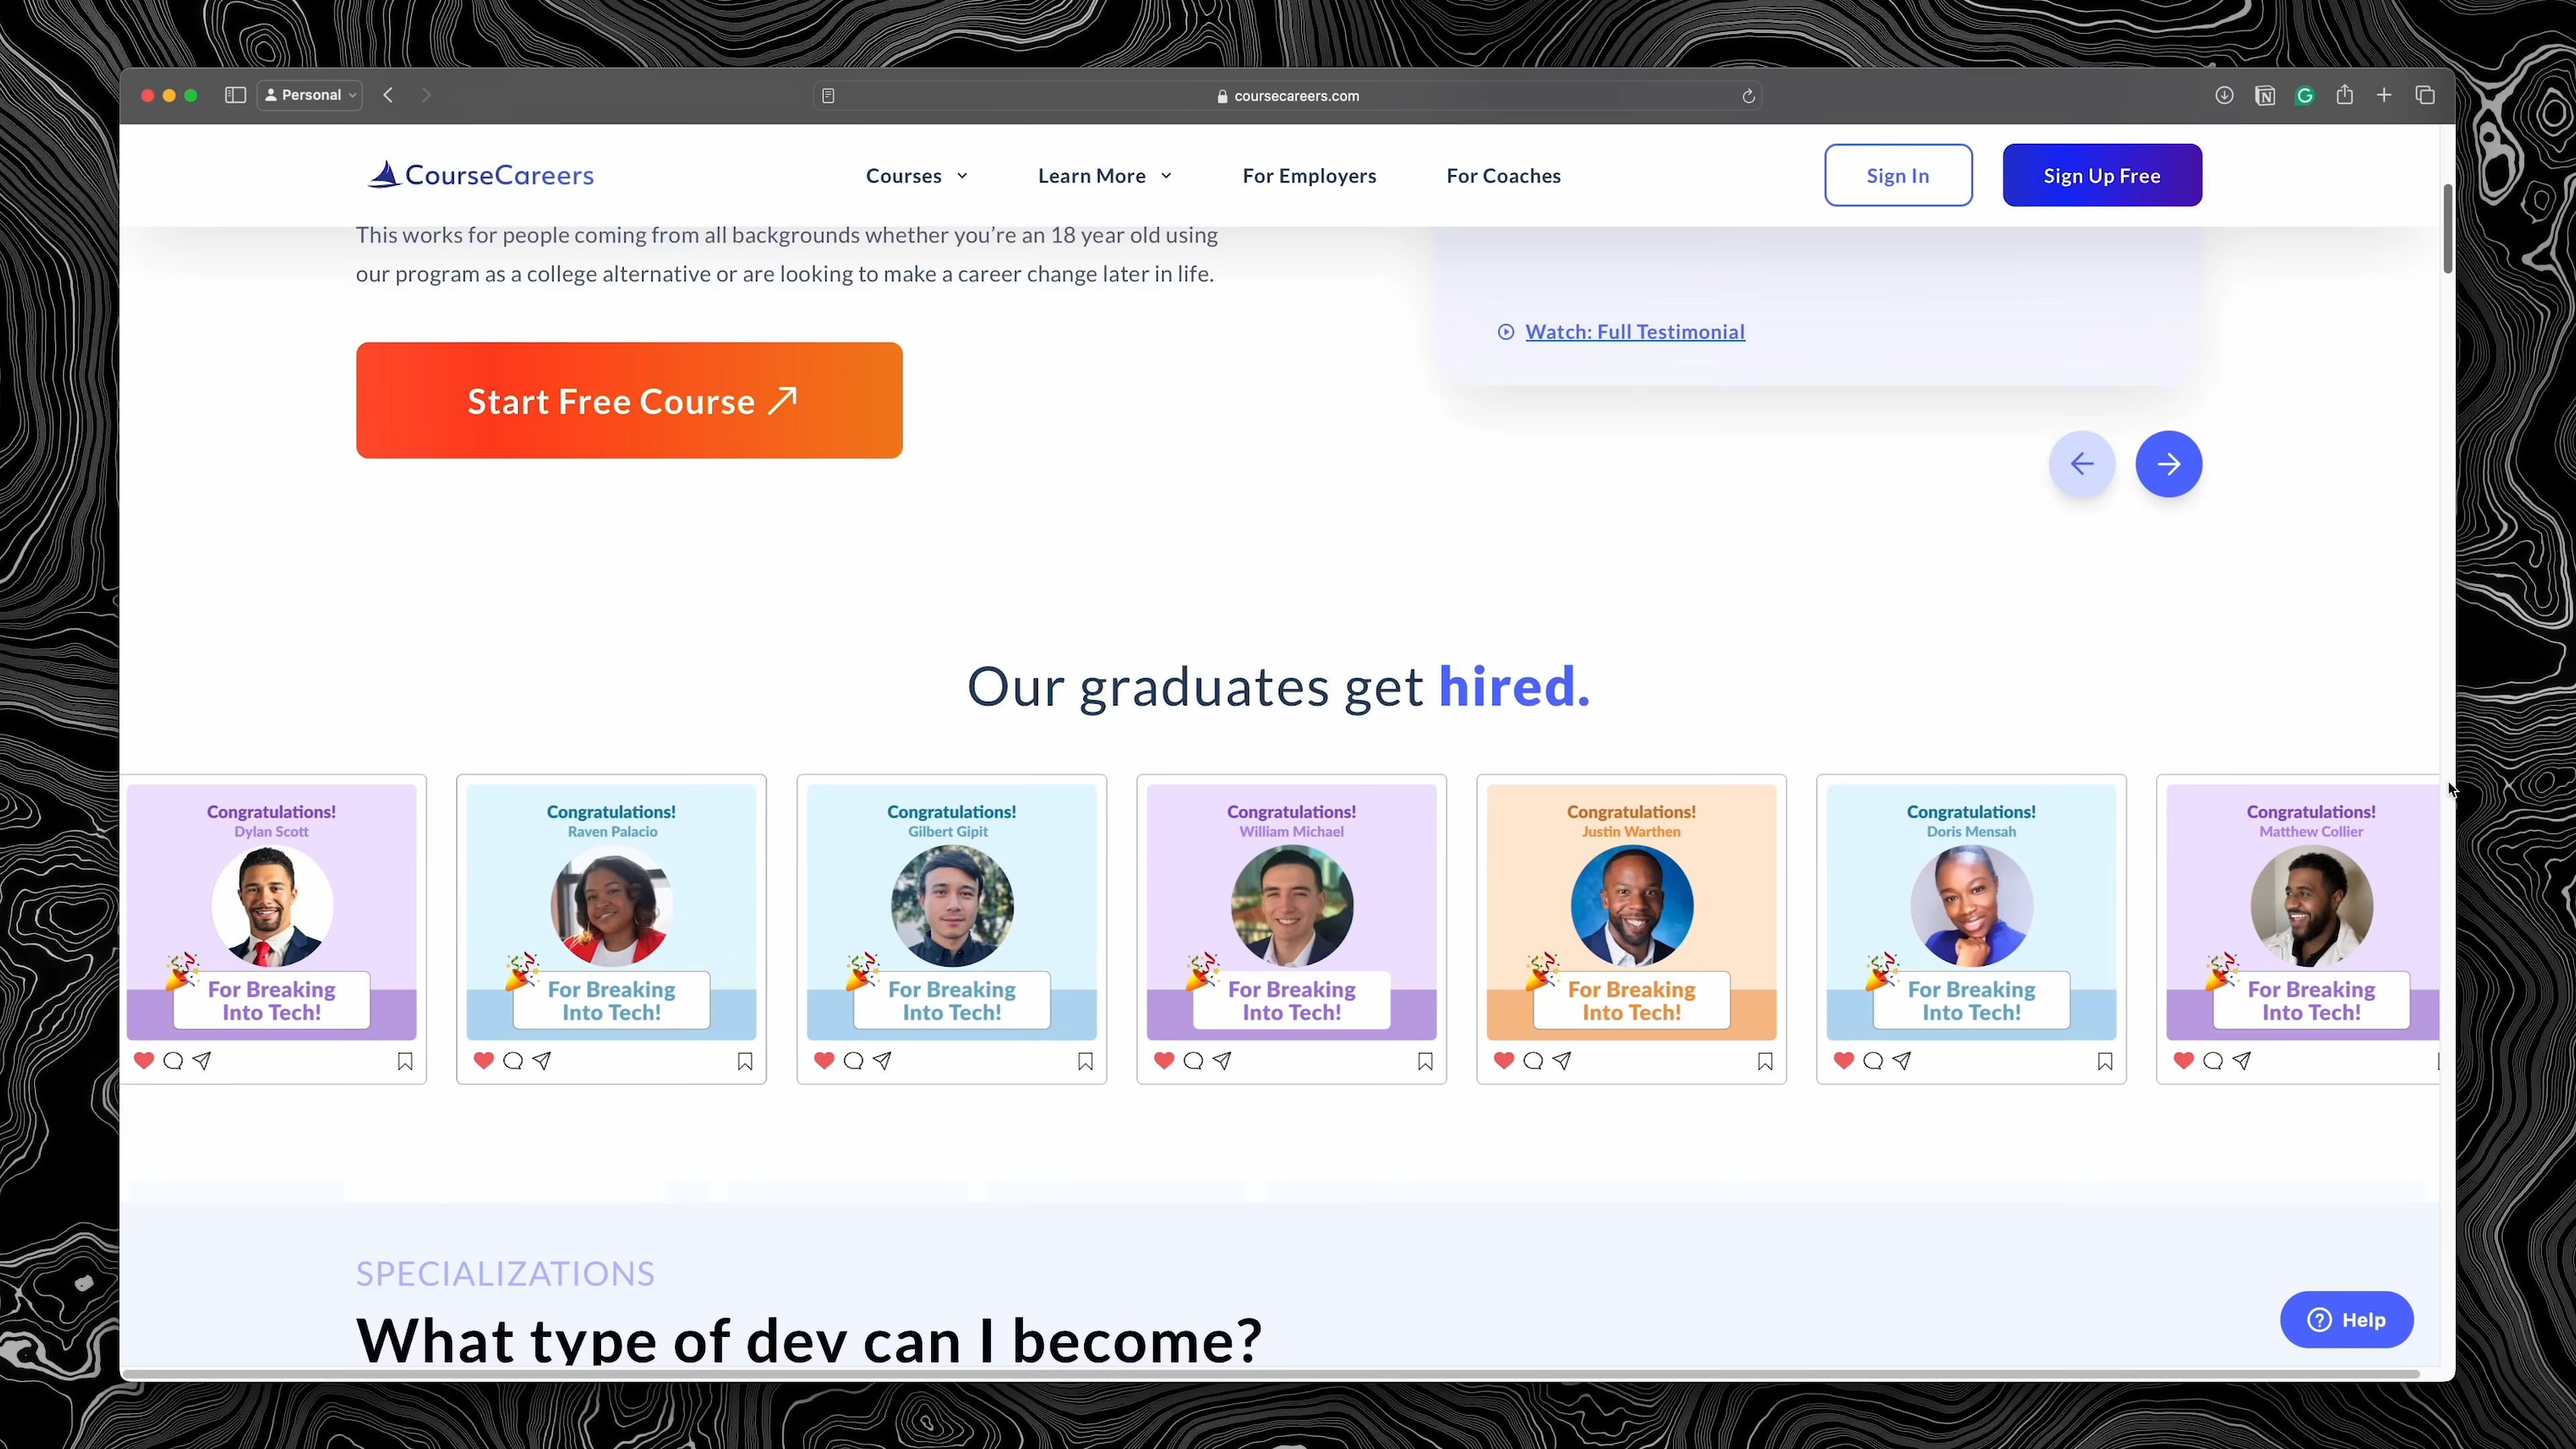 Personal
coursecareers.com
CourseCareers
Courses
Learn More
For Employers
For Coaches
Sign In
Sign Up Free
This works for people coming from all backgrounds whether you’re an 18 year old using
our program as a college alternative or are looking to make a career change later in life.
Watch: Full Testimonial
Start Free Course
Our graduates get hired.
Congratulations!
Dylan Scott
For Breaking
Into Tech!
Congratulations!
Raven Palacio
For Breaking
Into Tech!
Congratulations!
Gilbert Gipit
For Breaking
Into Tech!
Congratulations!
William Michael
For Breaking
Into Tech!
Congratulations!
Justin Warthen
For Breaking
Into Tech!
Congratulations!
Doris Mensah
For Breaking
Into Tech!
Congratulations!
Matthew Collier
For Breaking
Into Tech!
SPECIALIZATIONS
What type of dev can I become?
Help